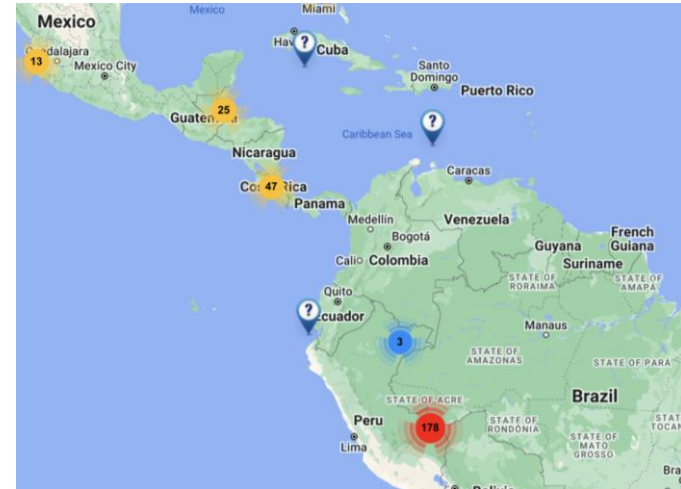 Miami
Mexico
Mexico
Cuba
?
Guadalajara
13
Mexico City
Santo
Domingo
Puerto Rico
25
?
Caribbean Sea
Nicaragua
Caracas
47
Panama
Medellín
Venezuela
French
Guiana
Bogotá
Guyana
Suriname
Cali
Colombia
STATE OF
RORAIMA
STATE OF
AMAPÁ
Quito
?
Ecuador
Manaus
3
STATE OF
AMAZONAS
STATE OF PARÁ
STATE OF ACRE
Brazil
178
Peru
STATE OF
RONDÔNIA
STAT
TOCAN
Lima
STATE OF
MATO
GROSSO
Bra